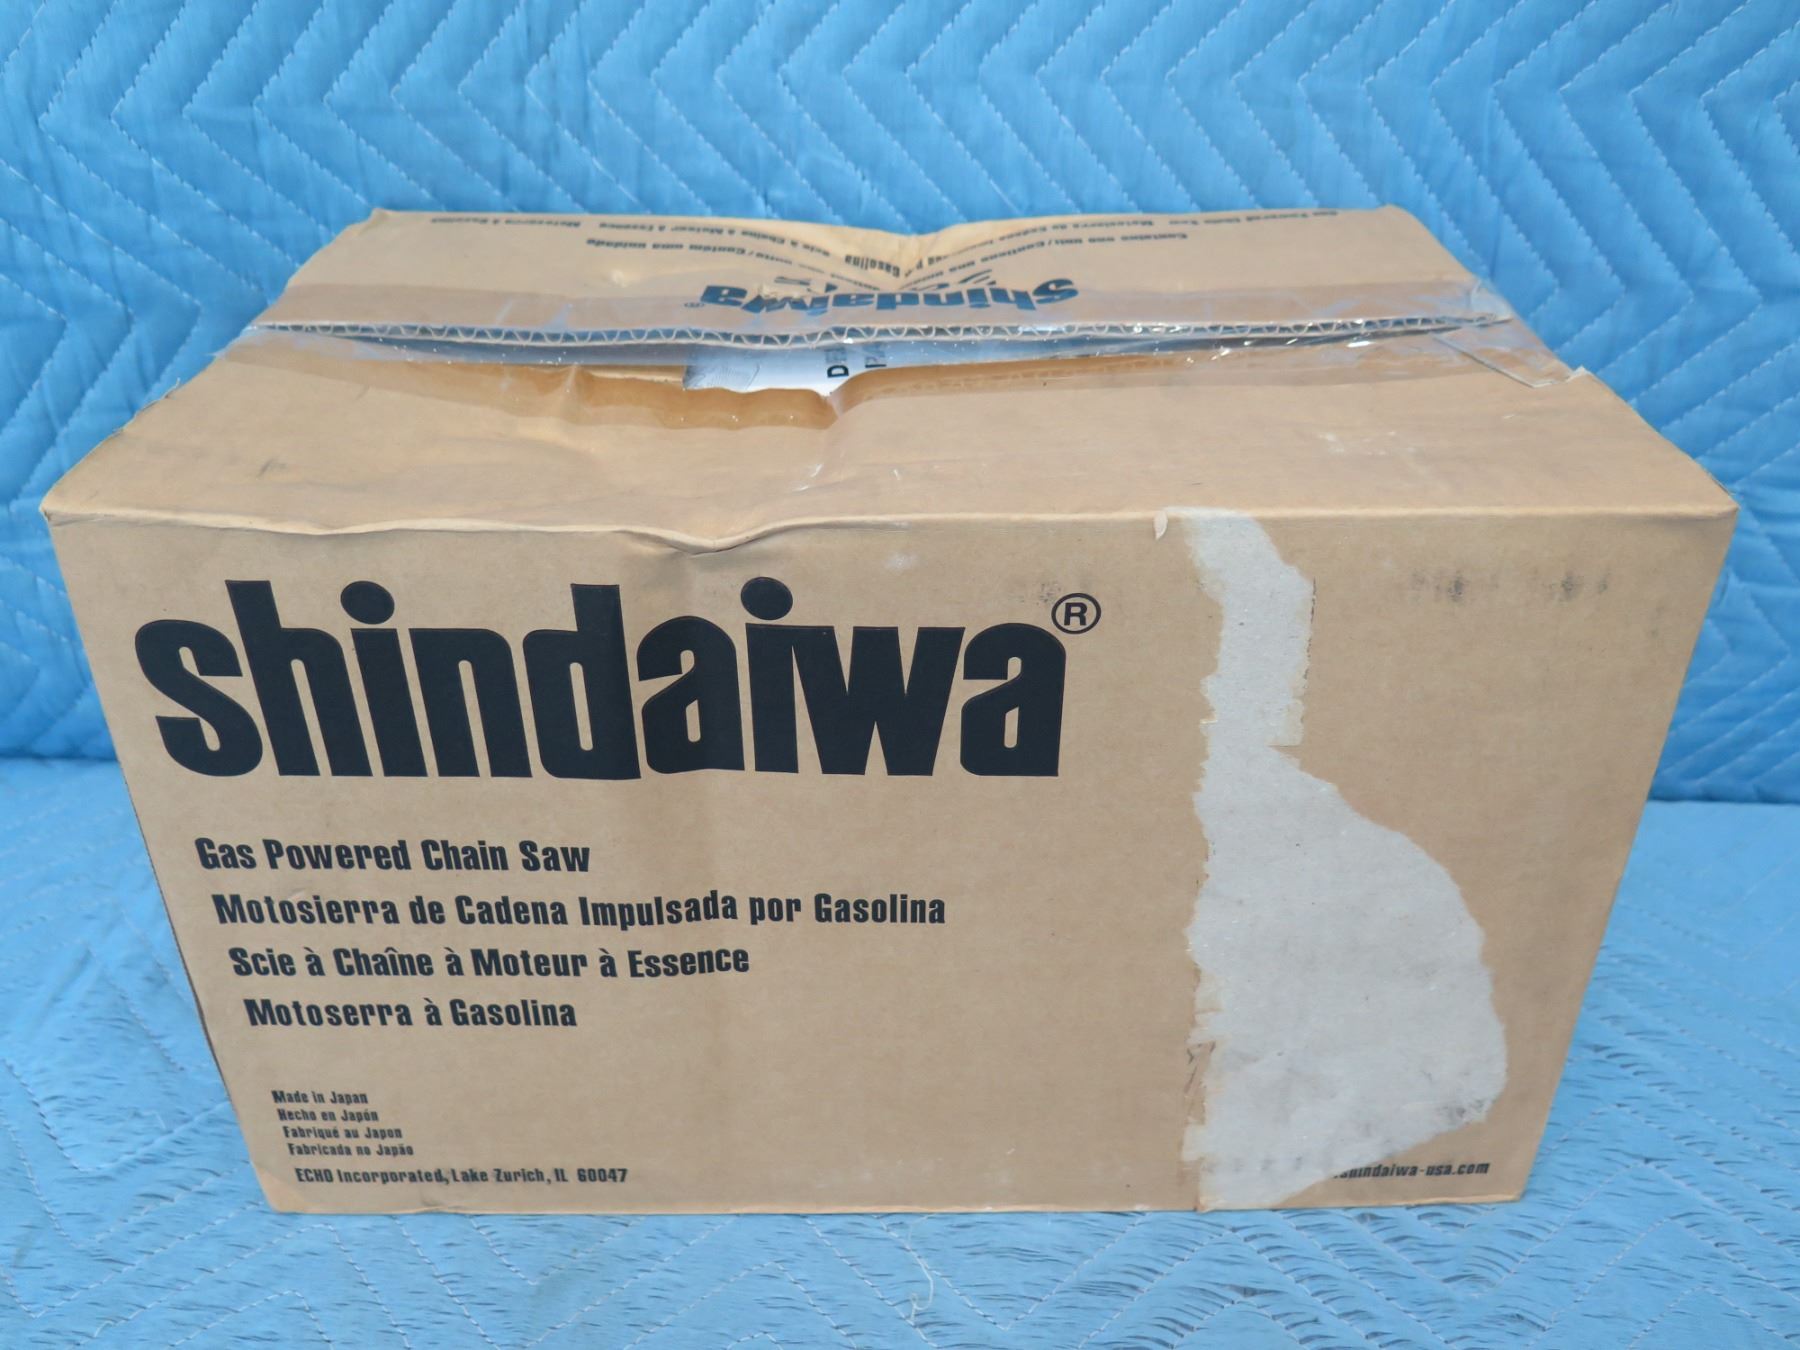 shindaiwa®
D
shindaiwa®
Gas Powered Chain Saw
Motosierra de Cadena Impulsada por Gasolina
Scie à Chaîne à Moteur à Essence
Motoserra à Gasolina
Made in Japan
Hecho en Japón
Fabriqué au Japon
Fabricada no Japão
ECHO Incorporated, Lake Zurich, IL 60047
shindaiwa-usa.com